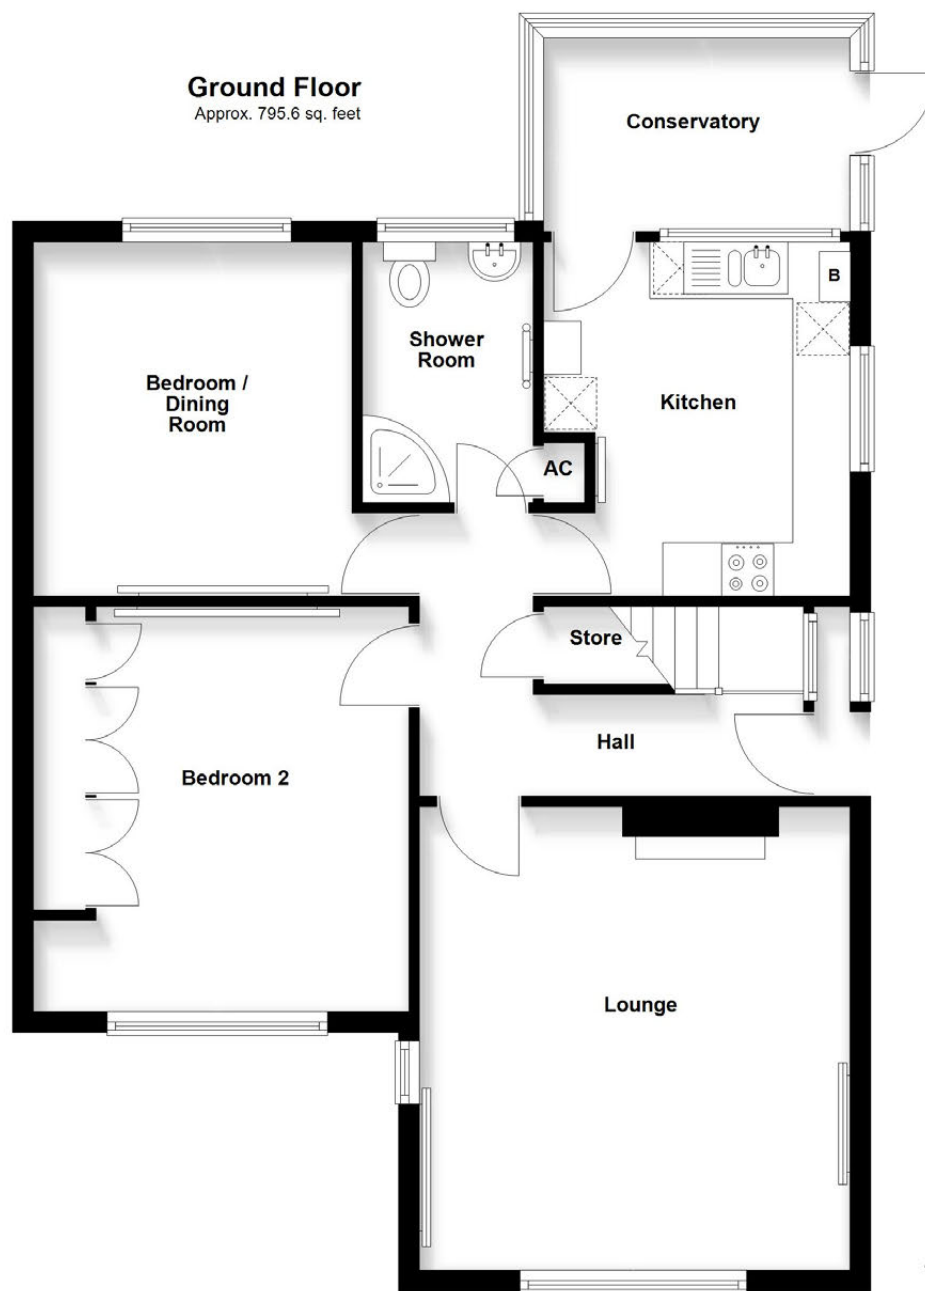 Ground Floor
Approx. 795.6 sq. feet
Conservatory
B
Shower
Room
Bedroom /
Dining
Room
Kitchen
AC
Store
Hall
Bedroom 2
Lounge